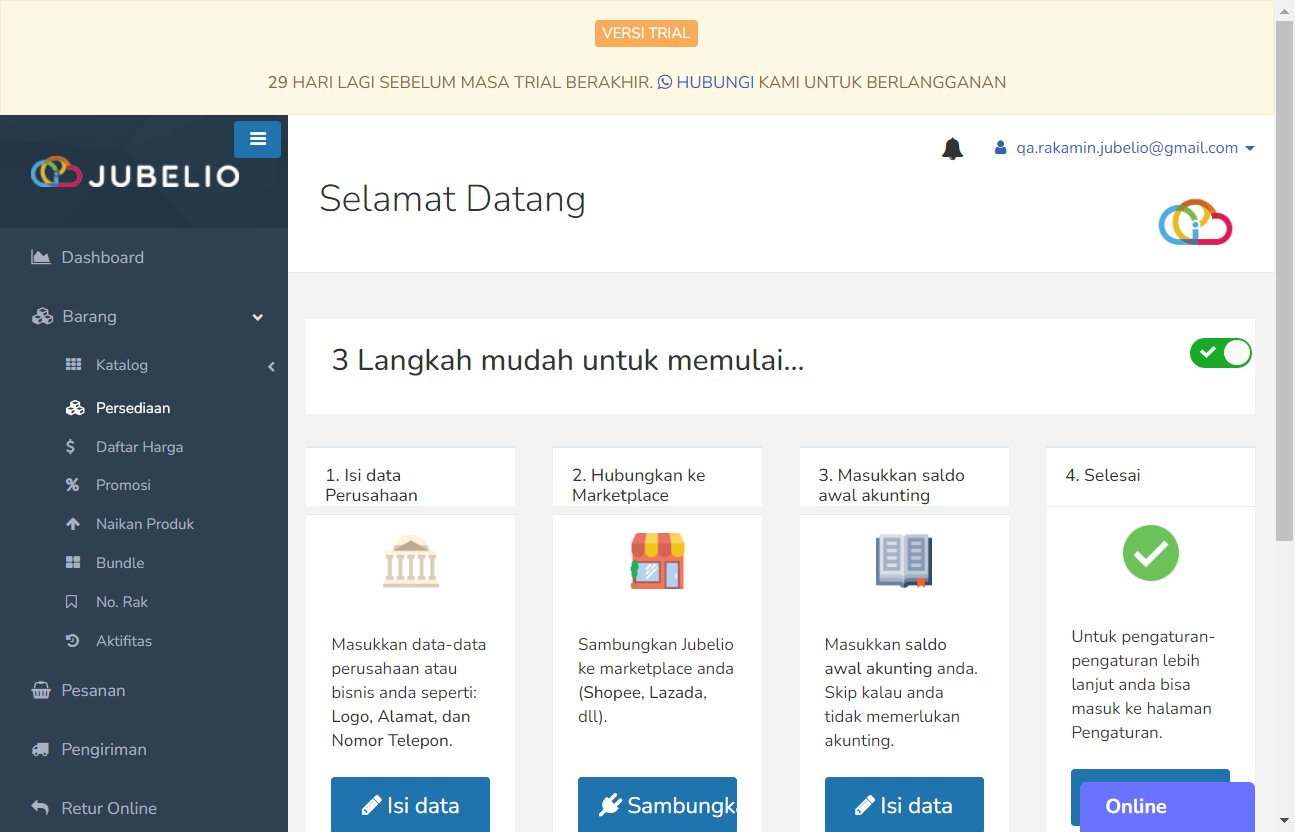 VERSI TRIAL
29 HARI LAGI SEBELUM MASA TRIAL BERAKHIR. HUBUNGI KAMI UNTUK BERLANGGANAN
JUBELIO
qa.rakamin.jubelio@gmail.com
Selamat Datang
Dashboard
Barang
Katalog
Persediaan
Daftar Harga
Promosi
Naikan Produk
Bundle
No. Rak
Aktifitas
Pesanan
Pengiriman
Retur Online
3 Langkah mudah untuk memulai...
1. Isi data
Perusahaan
Masukkan data-data
perusahaan atau
bisnis anda seperti:
Logo, Alamat, dan
Nomor Telepon.
Isi data
2. Hubungkan ke
Marketplace
Sambungkan Jubelio
ke marketplace anda
(Shopee, Lazada,
dll).
Sambungka
3. Masukkan saldo
awal akunting
Masukkan saldo
awal akunting anda.
Skip kalau anda
tidak memerlukan
akunting.
Isi data
4. Selesai
Untuk pengaturan-
pengaturan lebih
lanjut anda bisa
masuk ke halaman
Pengaturan.
Online